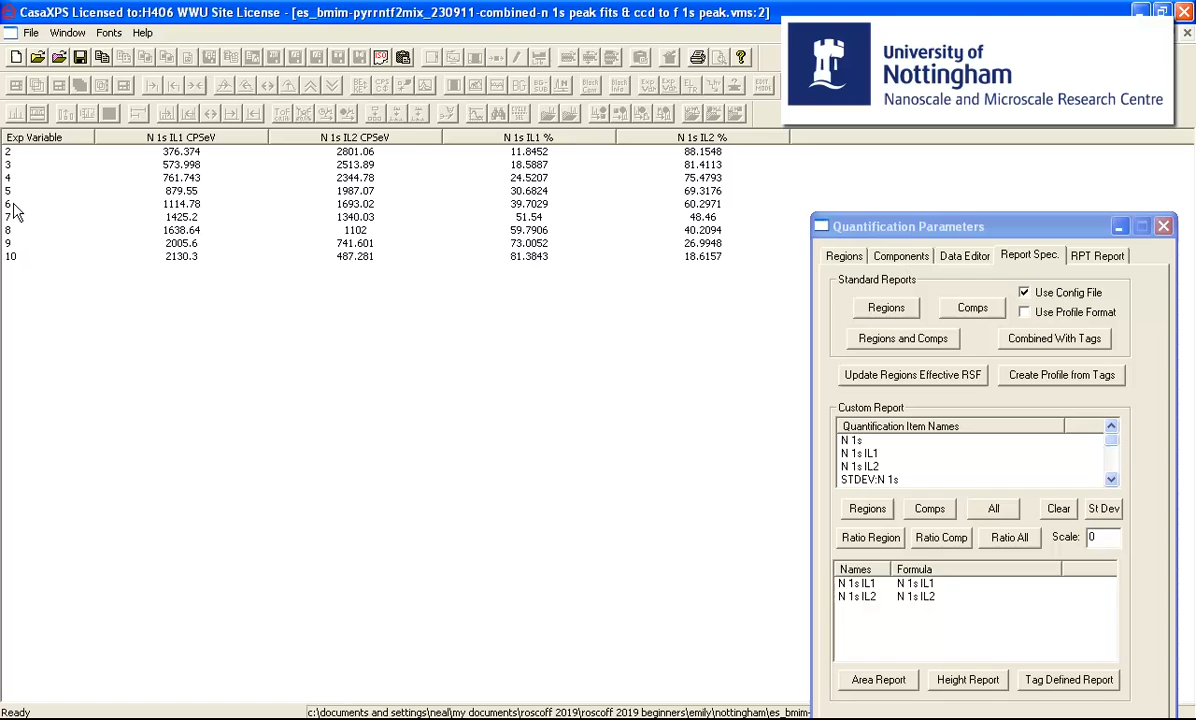 CasaXPS Licensed to:H406 WWU Site License - [es_bmim-pyrrntf2mix_230911-combined-n 1s peak fits & ccd to f 1s peak.vms:2]
File Window Fonts Help
University of
Nottingham
Nanoscale and Microscale Research Centre
Exp Variable N 1s IL1 CPSeV N 1s IL2 CPSeV N 1s IL1 % N 1s IL2 %
2 376.374 2801.06 11.8452 88.1548
3 573.998 2513.89 18.5887 81.4113
4 761.743 2344.78 24.5207 75.4793
5 879.55 1987.07 30.6824 69.3176
6 1114.78 1693.02 39.7029 60.2971
7 1425.2 1340.03 51.54 48.46
8 1638.64 1102 59.7906 40.2094
9 2005.6 741.601 73.0052 26.9948
10 2130.3 487.281 81.3843 18.6157
Quantification Parameters
Regions Components Data Editor Report Spec. RPT Report
Standard Reports
Use Config File
Regions Comps
Use Profile Format
Regions and Comps Combined With Tags
Update Regions Effective RSF Create Profile from Tags
Custom Report
Quantification Item Names
N 1s
N 1s IL1
N 1s IL2
STDEV:N 1s
Regions Comps All Clear St Dev
Ratio Region Ratio Comp Ratio All Scale: 0
Names Formula
N 1s IL1 N 1s IL1
N 1s IL2 N 1s IL2
Area Report Height Report Tag Defined Report
Ready c:\documents and settings\neal\my documents\roscoff 2019\roscoff 2019 beginners\emily\nottingham\es_bmim-